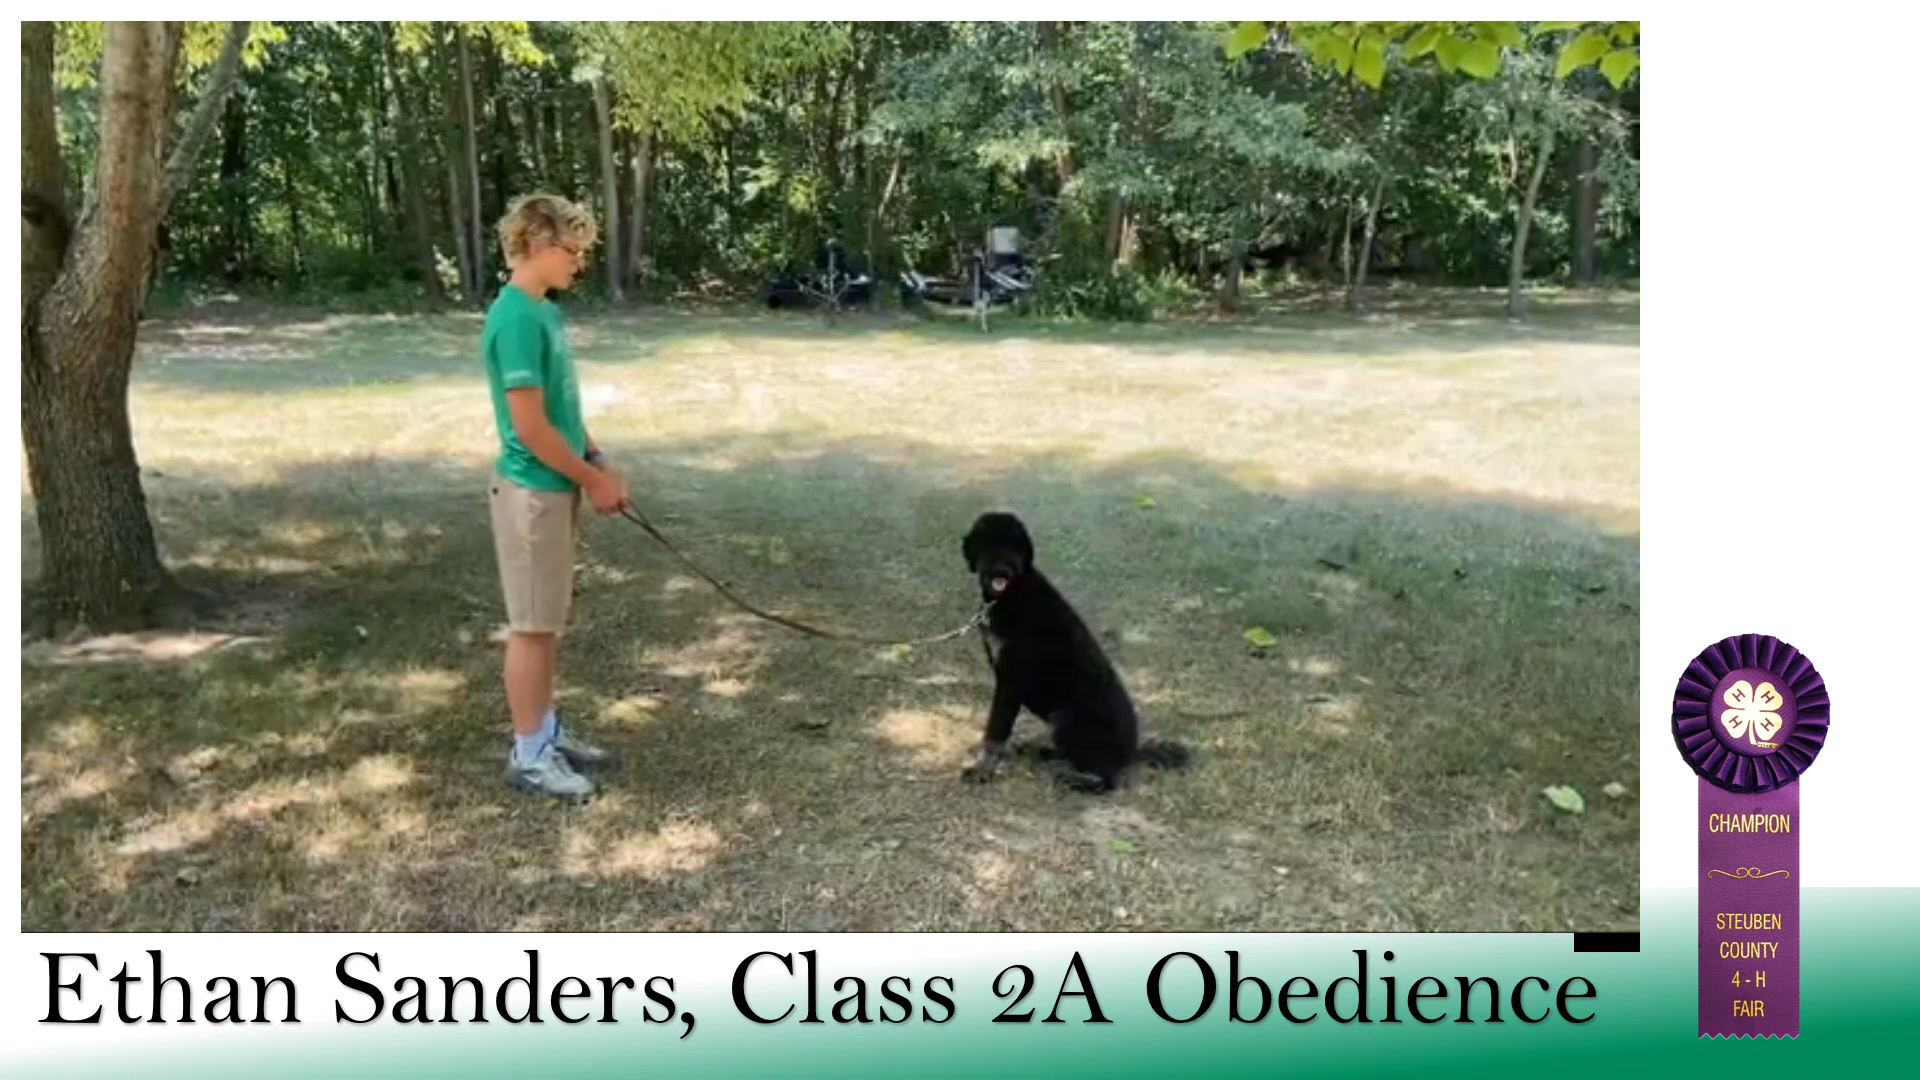 Ethan Sanders, Class 2A Obedience
H H
H H
CHAMPION
STEUBEN
COUNTY
4 - H
FAIR